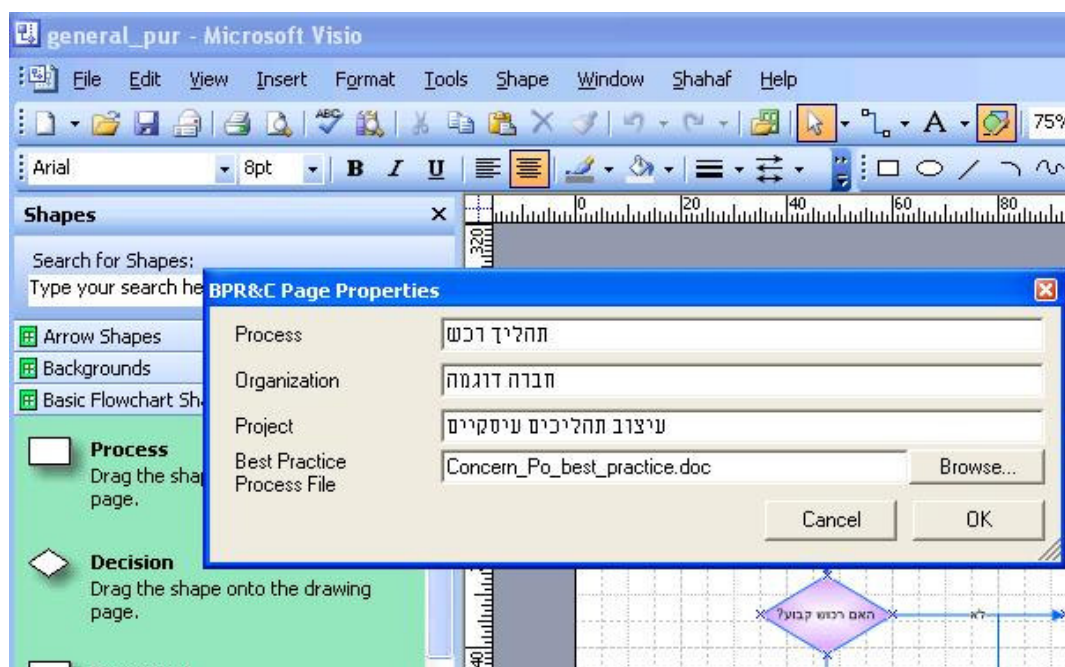 general_pur - Microsoft Visio
File Edit View Insert Format Tools Shape Window Shahaf Help
75%
Arial 8pt B I U
Shapes
0 20 40 60 80
320
Search for Shapes:
Type your search he
BPR&C Page Properties
Arrow Shapes
Backgrounds
Basic Flowchart Sh
Process תהליך רכש
Organization חברה דוגמה
Project עיצוב תהליכים עיסקיים
Best Practice
Process File
Concern_Po_best_practice.doc Browse...
Cancel OK
Process
Drag the shap
page.
Decision
Drag the shape onto the drawing
page.
האם רכוש קבוע?
לא